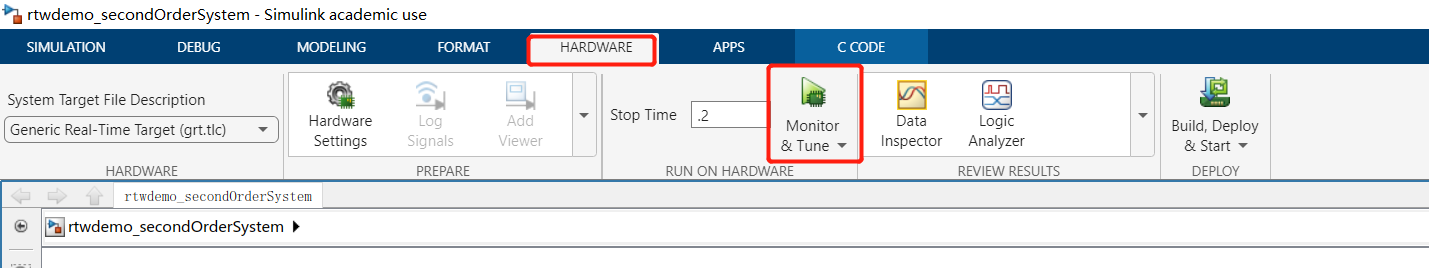 rtwdemo_secondOrderSystem - Simulink academic use
SIMULATION DEBUG MODELING FORMAT HARDWARE APPS C CODE
System Target File Description
Generic Real-Time Target (grt.tlc)
HARDWARE
Hardware
Settings
Log
Signals
Add
Viewer
PREPARE
Stop Time .2
Monitor
& Tune
RUN ON HARDWARE
Data
Inspector
Logic
Analyzer
REVIEW RESULTS
Build, Deploy
& Start
DEPLOY
rtwdemo_secondOrderSystem
rtwdemo_secondOrderSystem